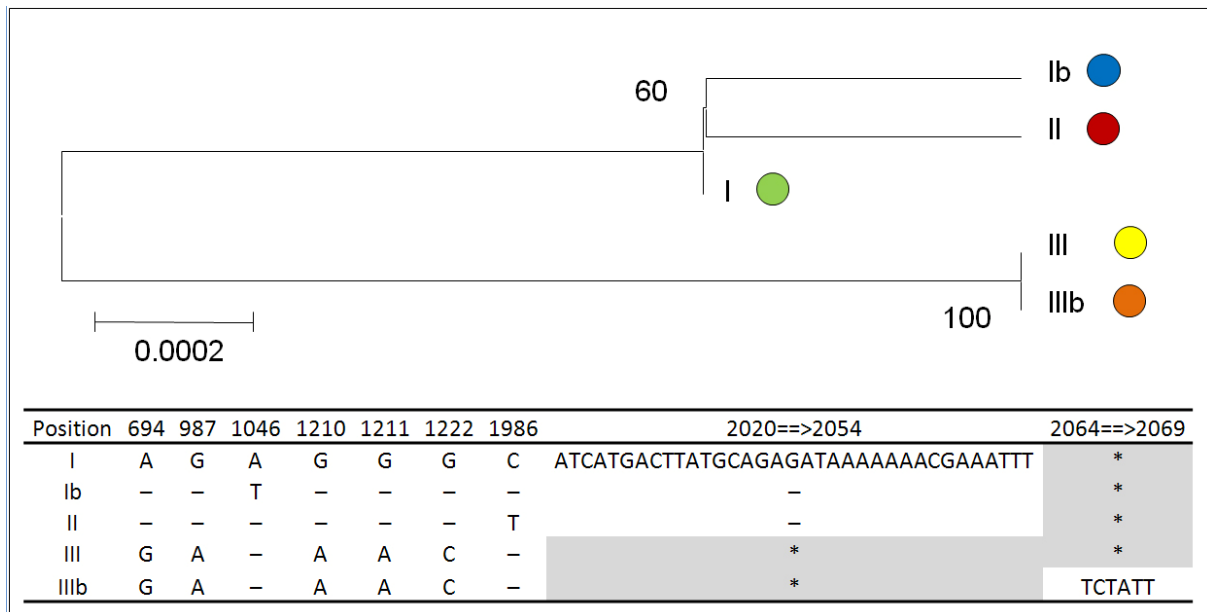 60
Ib
II
I
III
IIIb
100
0.0002
Position 694 987 1046 1210 1211 1222 1986 2020==>2054 2064==>2069
I A G A G G G C ATCATGACTTATGCAGAGATAAAAAAACGAAATTT *
Ib – – T – – – – – *
II – – – – – – T – *
III G A – A A C – * *
IIIb G A – A A C – * TCTATT